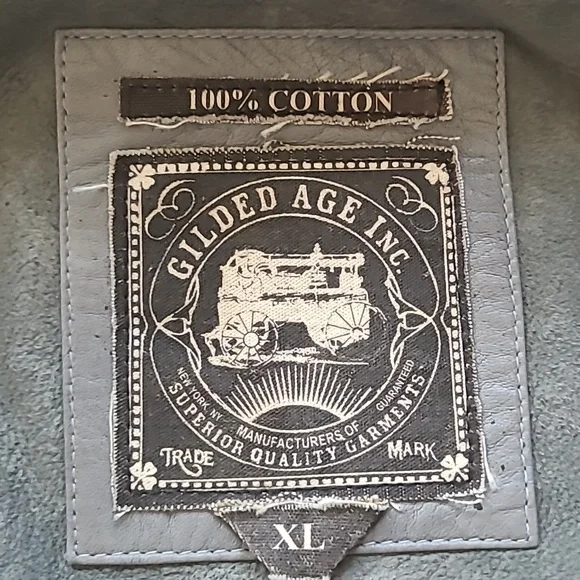 100% COTTON
GILDED AGE INC.
NEW YORK NY
MANUFACTURERS OF
GUARANTEED
SUPERIOR QUALITY GARMENTS
TRADE MARK
XL